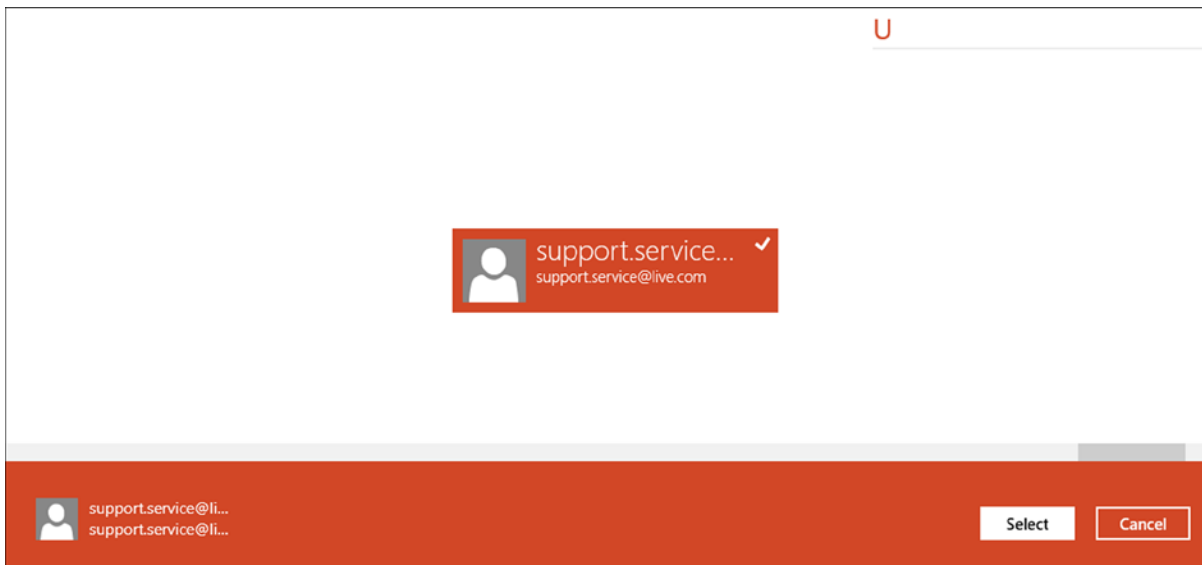 U
support.service...
support.service@live.com
support.service@li...
support.service@li...
Select
Cancel